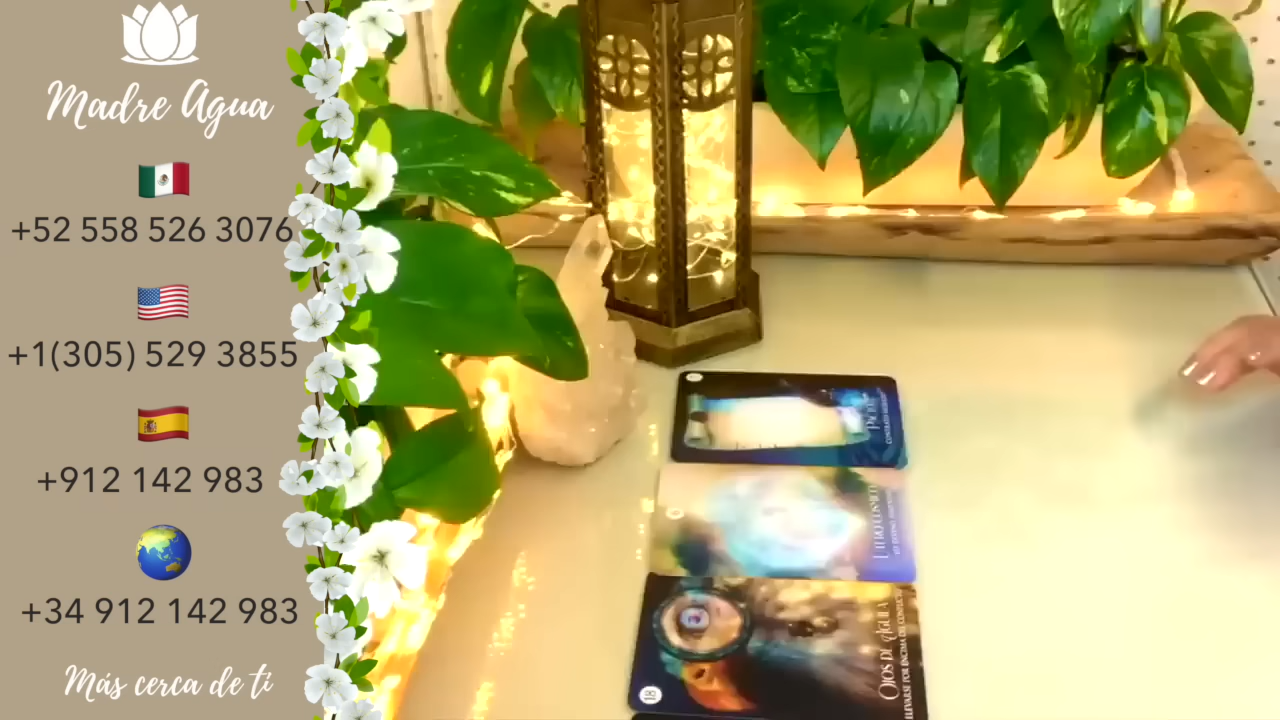 Madre Agua
+52 558 526 3076
+1(305) 529 3855
+912 142 983
+34 912 142 983
Más cerca de ti
OJOS DE ÁGUILA
18